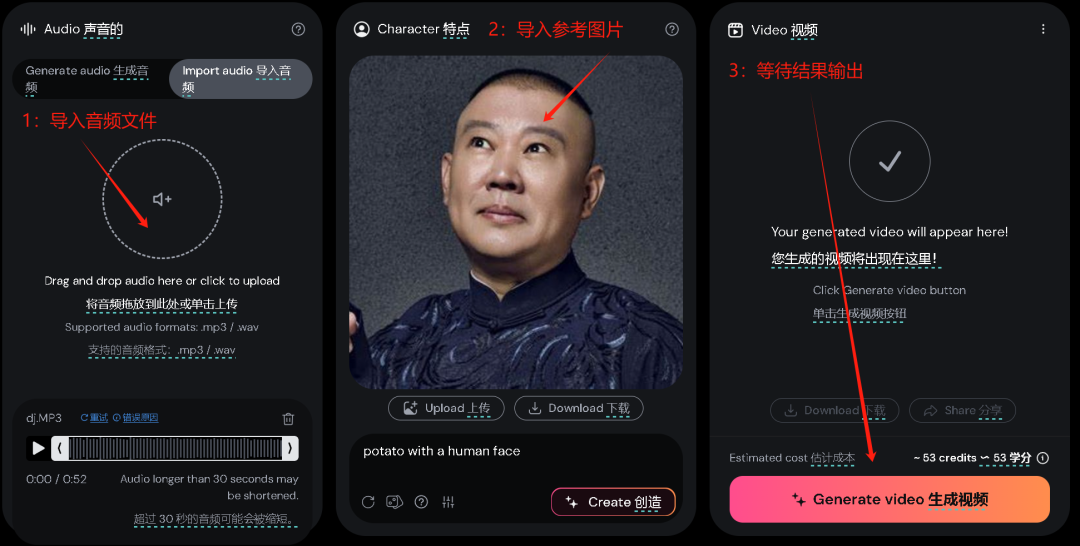 Audio 声音的
Generate audio 生成音
频
Import audio 导入音
频
1：导入音频文件
Drag and drop audio here or click to upload
将音频拖放到此处或单击上传
Supported audio formats: .mp3 / .wav
支持的音频格式：.mp3 / .wav
dj.MP3 重试 错误原因
0:00 / 0:52
Audio longer than 30 seconds may
be shortened.
超过 30 秒的音频可能会被缩短。
Character 特点
2：导入参考图片
Upload 上传
Download 下载
potato with a human face
Create 创造
Video 视频
3：等待结果输出
Your generated video will appear here!
您生成的视频将出现在这里！
Click Generate video button
单击生成视频按钮
Download 下载
Share 分享
Estimated cost 估计成本
~ 53 credits ∽ 53 学分
Generate video 生成视频